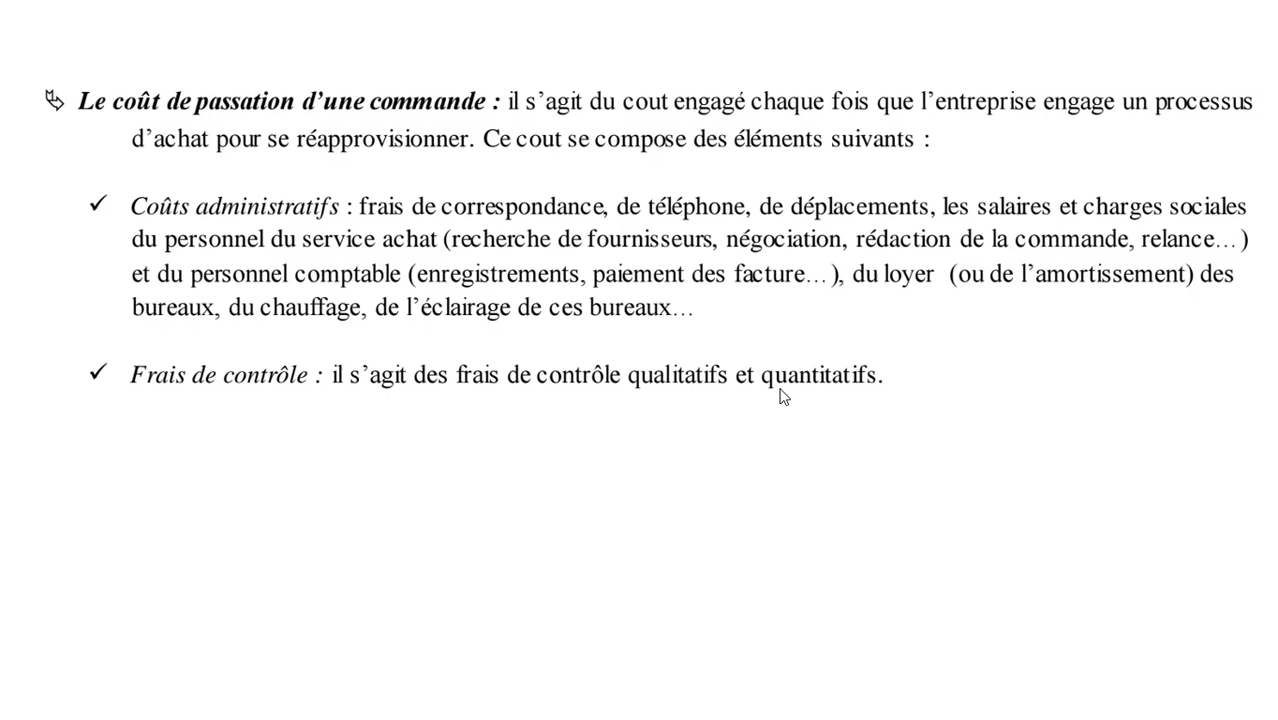 Le coût de passation d’une commande : il s’agit du cout engagé chaque fois que l’entreprise engage un processus
d’achat pour se réapprovisionner. Ce cout se compose des éléments suivants :
✓ Coûts administratifs : frais de correspondance, de téléphone, de déplacements, les salaires et charges sociales
du personnel du service achat (recherche de fournisseurs, négociation, rédaction de la commande, relance…)
et du personnel comptable (enregistrements, paiement des facture…), du loyer (ou de l’amortissement) des
bureaux, du chauffage, de l’éclairage de ces bureaux…
✓ Frais de contrôle : il s’agit des frais de contrôle qualitatifs et quantitatifs.